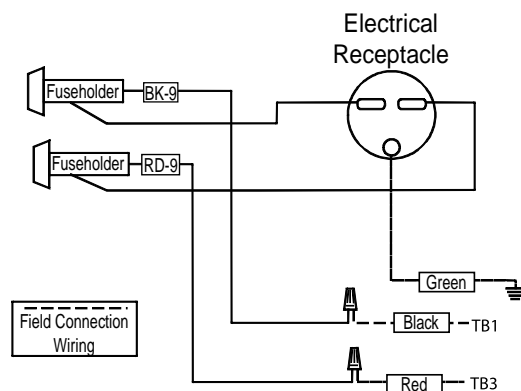 Electrical
Receptacle
Fuseholder
BK-9
Fuseholder
RD-9
Green
Field Connection
Wiring
Black
TB1
Red
TB3